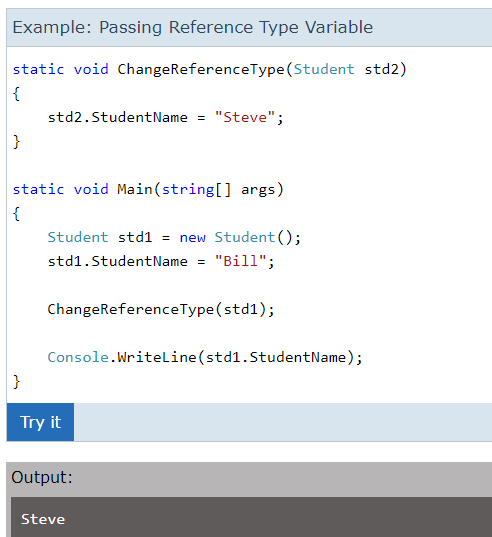 Example: Passing Reference Type Variable
static void ChangeReferenceType(Student std2)
{
    std2.StudentName = "Steve";
}
static void Main(string[] args)
{
    Student std1 = new Student();
    std1.StudentName = "Bill";
    ChangeReferenceType(std1);
    Console.WriteLine(std1.StudentName);
}
Try it
Output:
Steve